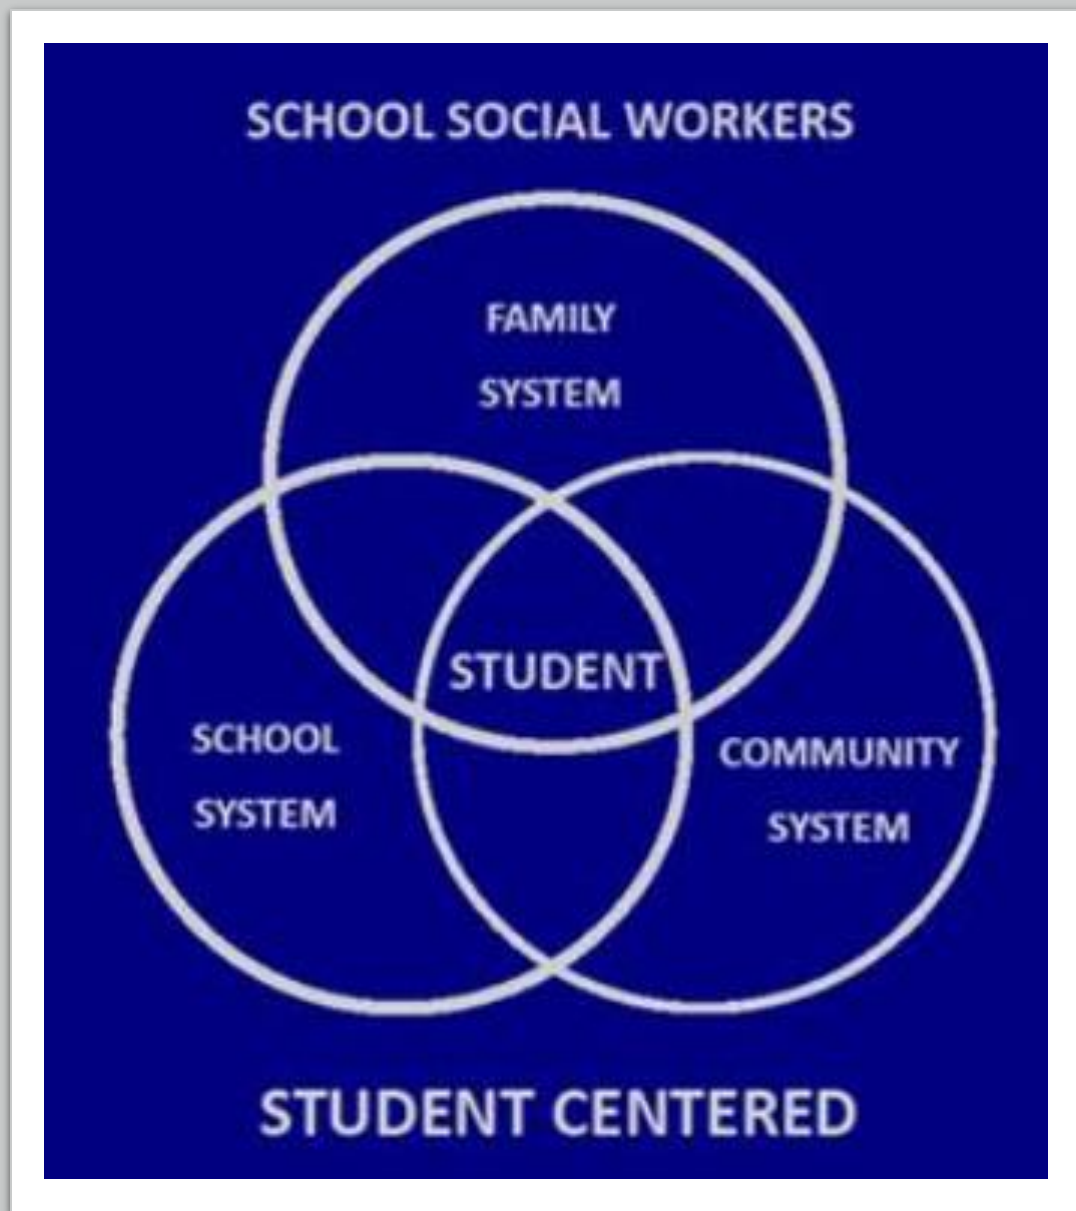 SCHOOL SOCIAL WORKERS
FAMILY
SYSTEM
STUDENT
SCHOOL
SYSTEM
COMMUNITY
SYSTEM
STUDENT CENTERED